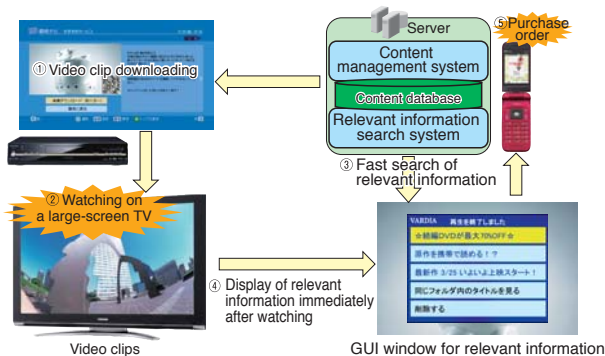 ① Video clip downloading
Server
Content
management system
Content database
Relevant information
search system
⑤Purchase
order
② Watching on
a large-screen TV
③ Fast search of
relevant information
④ Display of relevant
information immediately
after watching
VARDIA 再生を終了しました
☆続編DVDが最大70%OFF☆
原作を携帯で読める！？
最新作 3/25 いよいよ上映スタート！
同じフォルダ内のタイトルを見る
削除する
Video clips
GUI window for relevant information